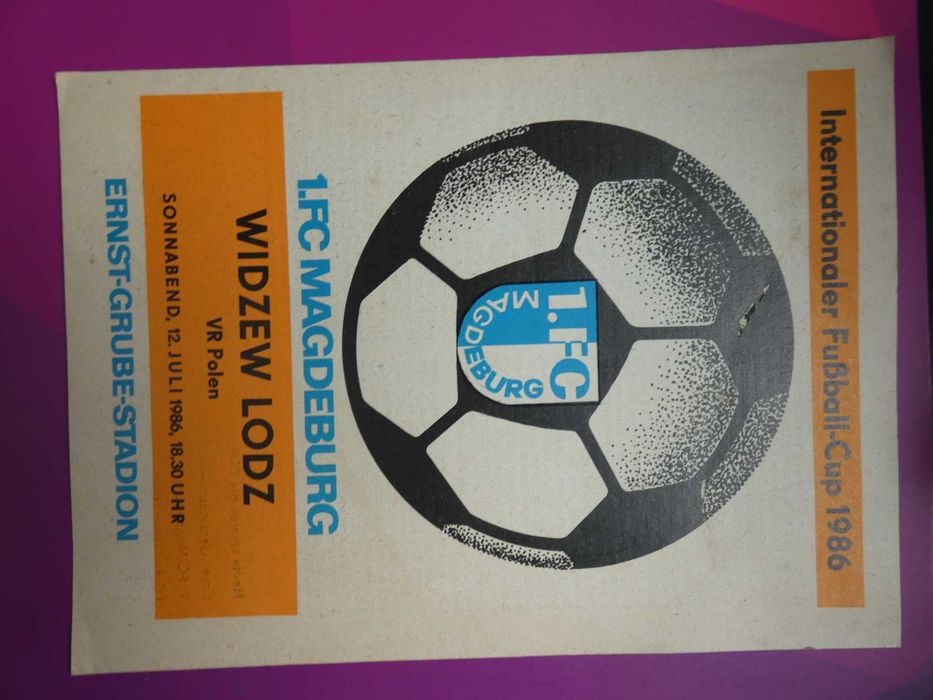 Internationaler Fußball-Cup 1986
1.FC
MAGDEBURG
1.FC MAGDEBURG
WIDZEW LODZ
VR Polen
SONNABEND, 12. JULI 1986, 18.30 UHR
ERNST-GRUBE-STADION